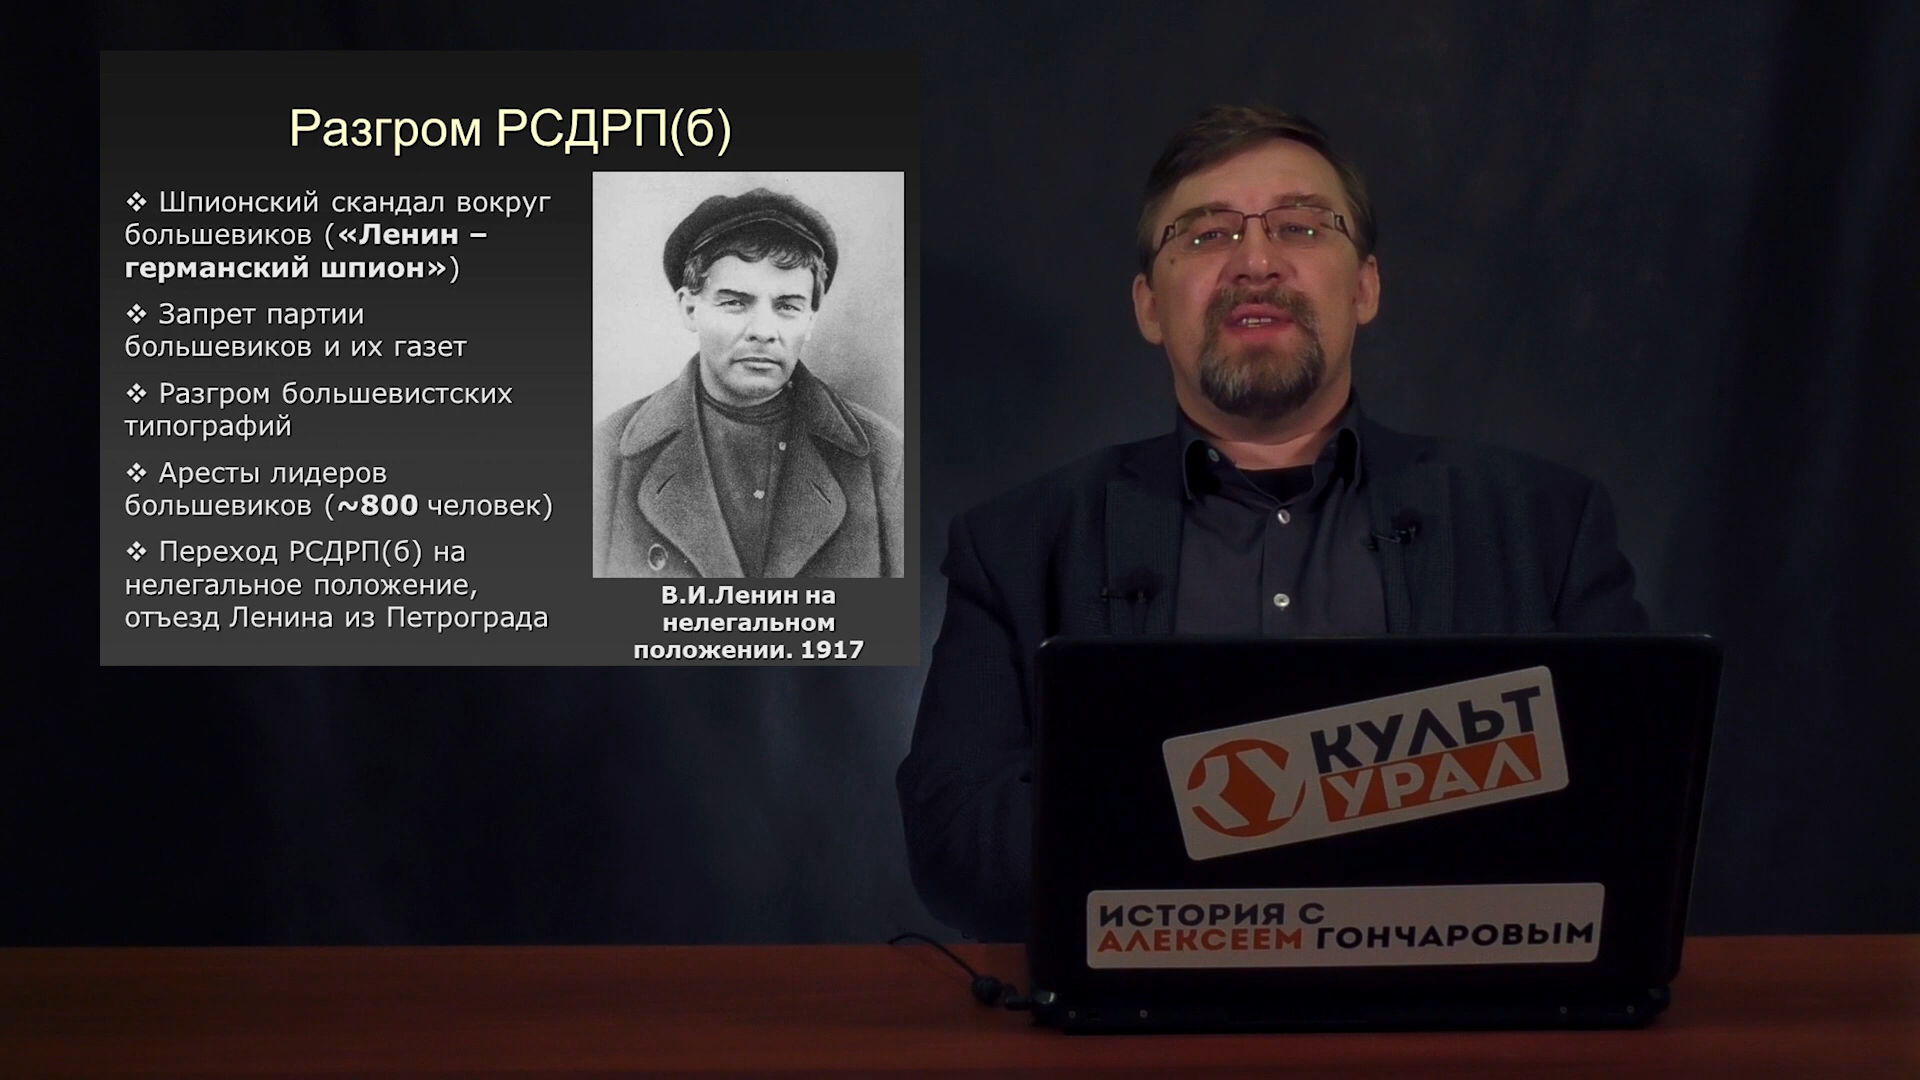 Разгром РСДРП(б)
❖ Шпионский скандал вокруг
большевиков («Ленин –
германский шпион»)
❖ Запрет партии
большевиков и их газет
❖ Разгром большевистских
типографий
❖ Аресты лидеров
большевиков (~800 человек)
❖ Переход РСДРП(б) на
нелегальное положение,
отъезд Ленина из Петрограда
В.И.Ленин на
нелегальном
положении. 1917
КУ КУЛЬТ
УРАЛ
ИСТОРИЯ С
АЛЕКСЕЕМ ГОНЧАРОВЫМ